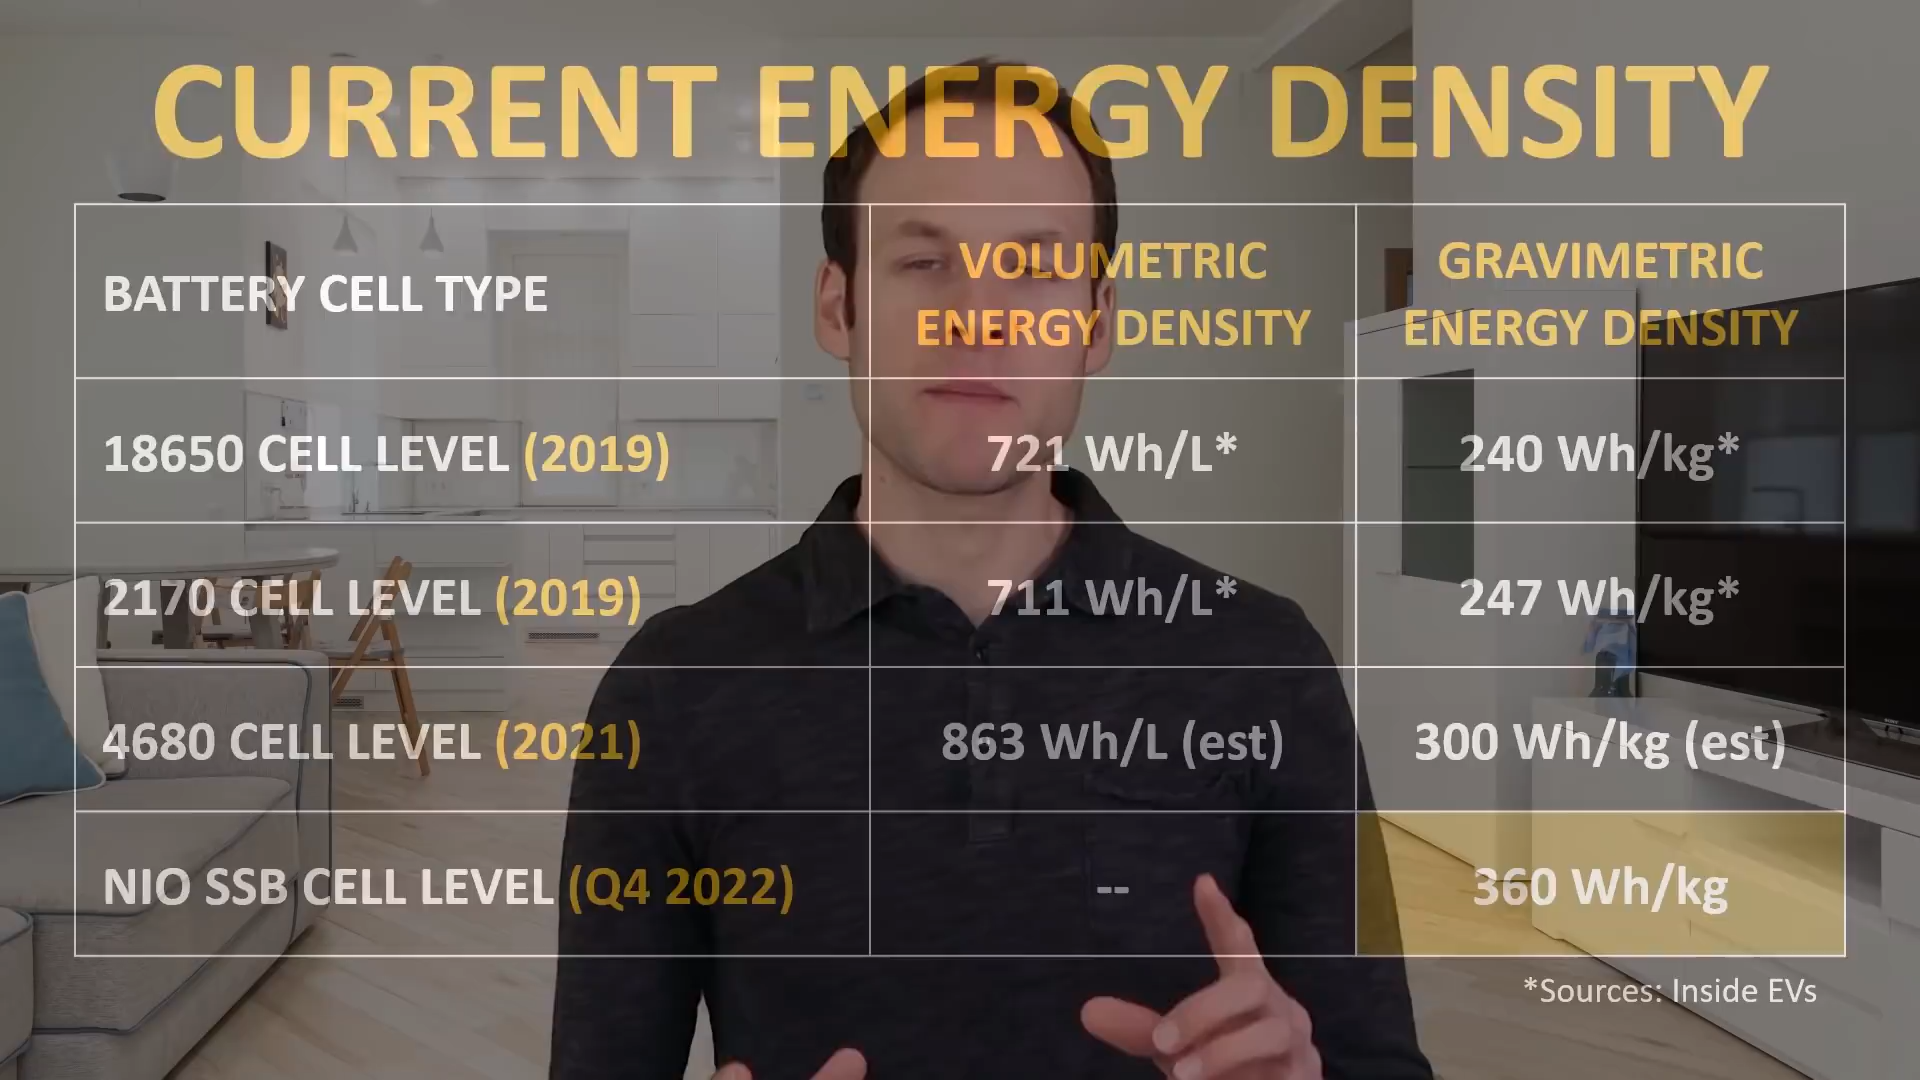 CURRENT ENERGY DENSITY
BATTERY CELL TYPE
VOLUMETRIC
ENERGY DENSITY
GRAVIMETRIC
ENERGY DENSITY
18650 CELL LEVEL (2019)
721 Wh/L*
240 Wh/kg*
2170 CELL LEVEL (2019)
711 Wh/L*
247 Wh/kg*
4680 CELL LEVEL (2021)
863 Wh/L (est)
300 Wh/kg (est)
NIO SSB CELL LEVEL (Q4 2022)
--
360 Wh/kg
*Sources: Inside EVs
SONY